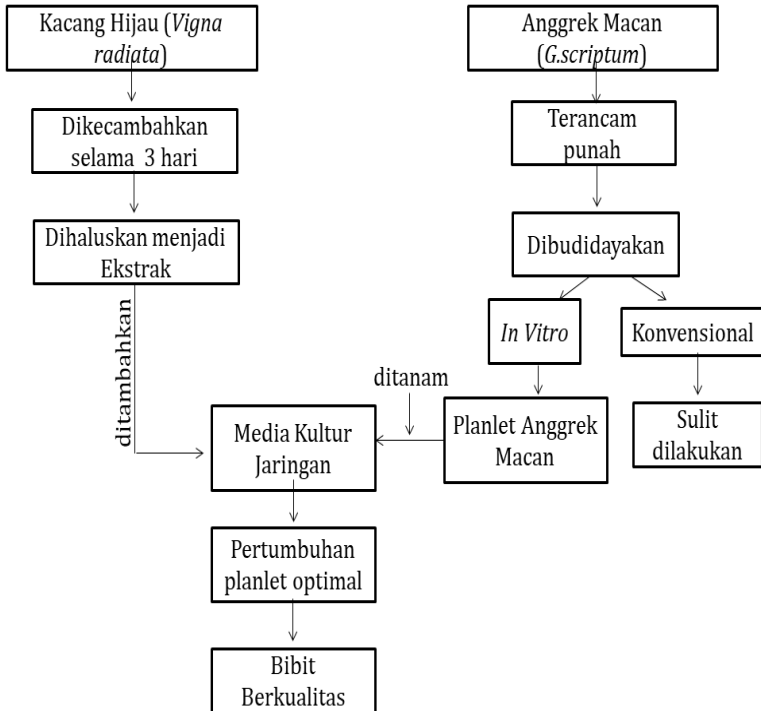 Kacang Hijau (Vigna
radiata)
Dikecambahkan
selama 3 hari
Dihaluskan menjadi
Ekstrak
ditambahkan
Anggrek Macan
(G.scriptum)
Terancam
punah
Dibudidayakan
In Vitro
Konvensional
ditanam
Planlet Anggrek
Macan
Sulit
dilakukan
Media Kultur
Jaringan
Pertumbuhan
planlet optimal
Bibit
Berkualitas